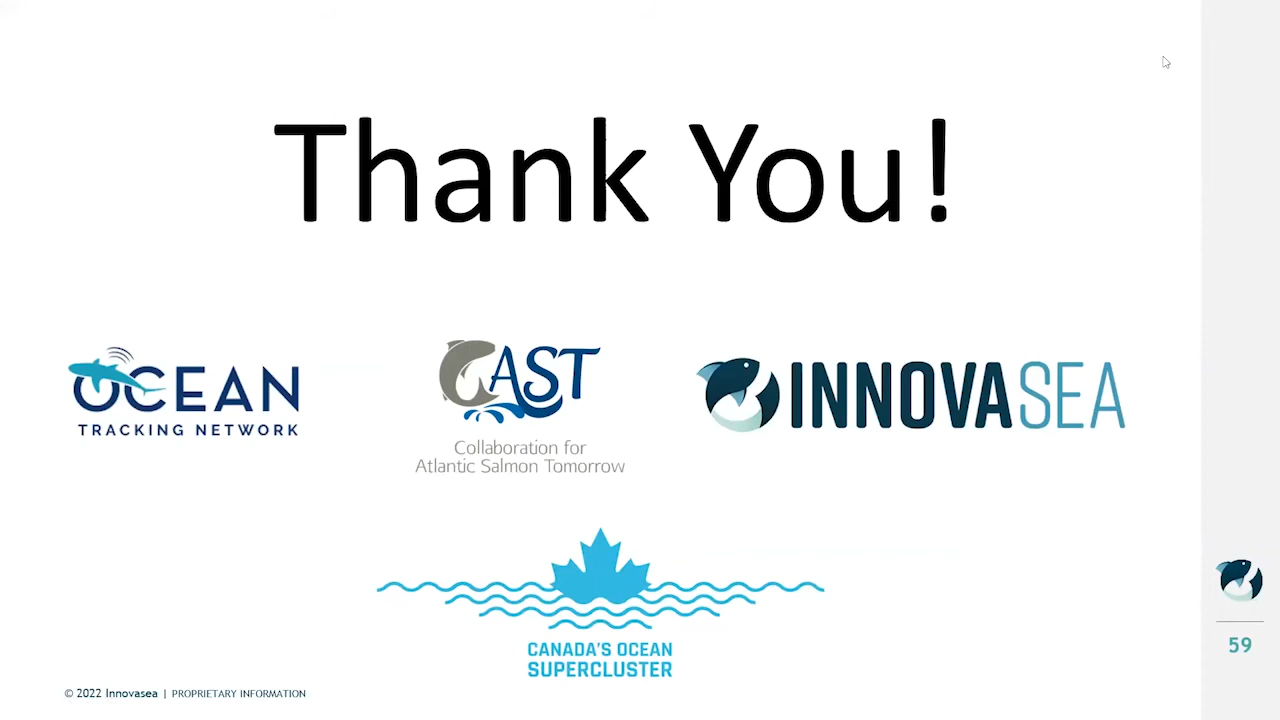 Thank You!
OCEAN
TRACKING NETWORK
CAST
Collaboration for
Atlantic Salmon Tomorrow
INNOVASEA
CANADA'S OCEAN
SUPERCLUSTER
59
© 2022 Innovasea | PROPRIETARY INFORMATION